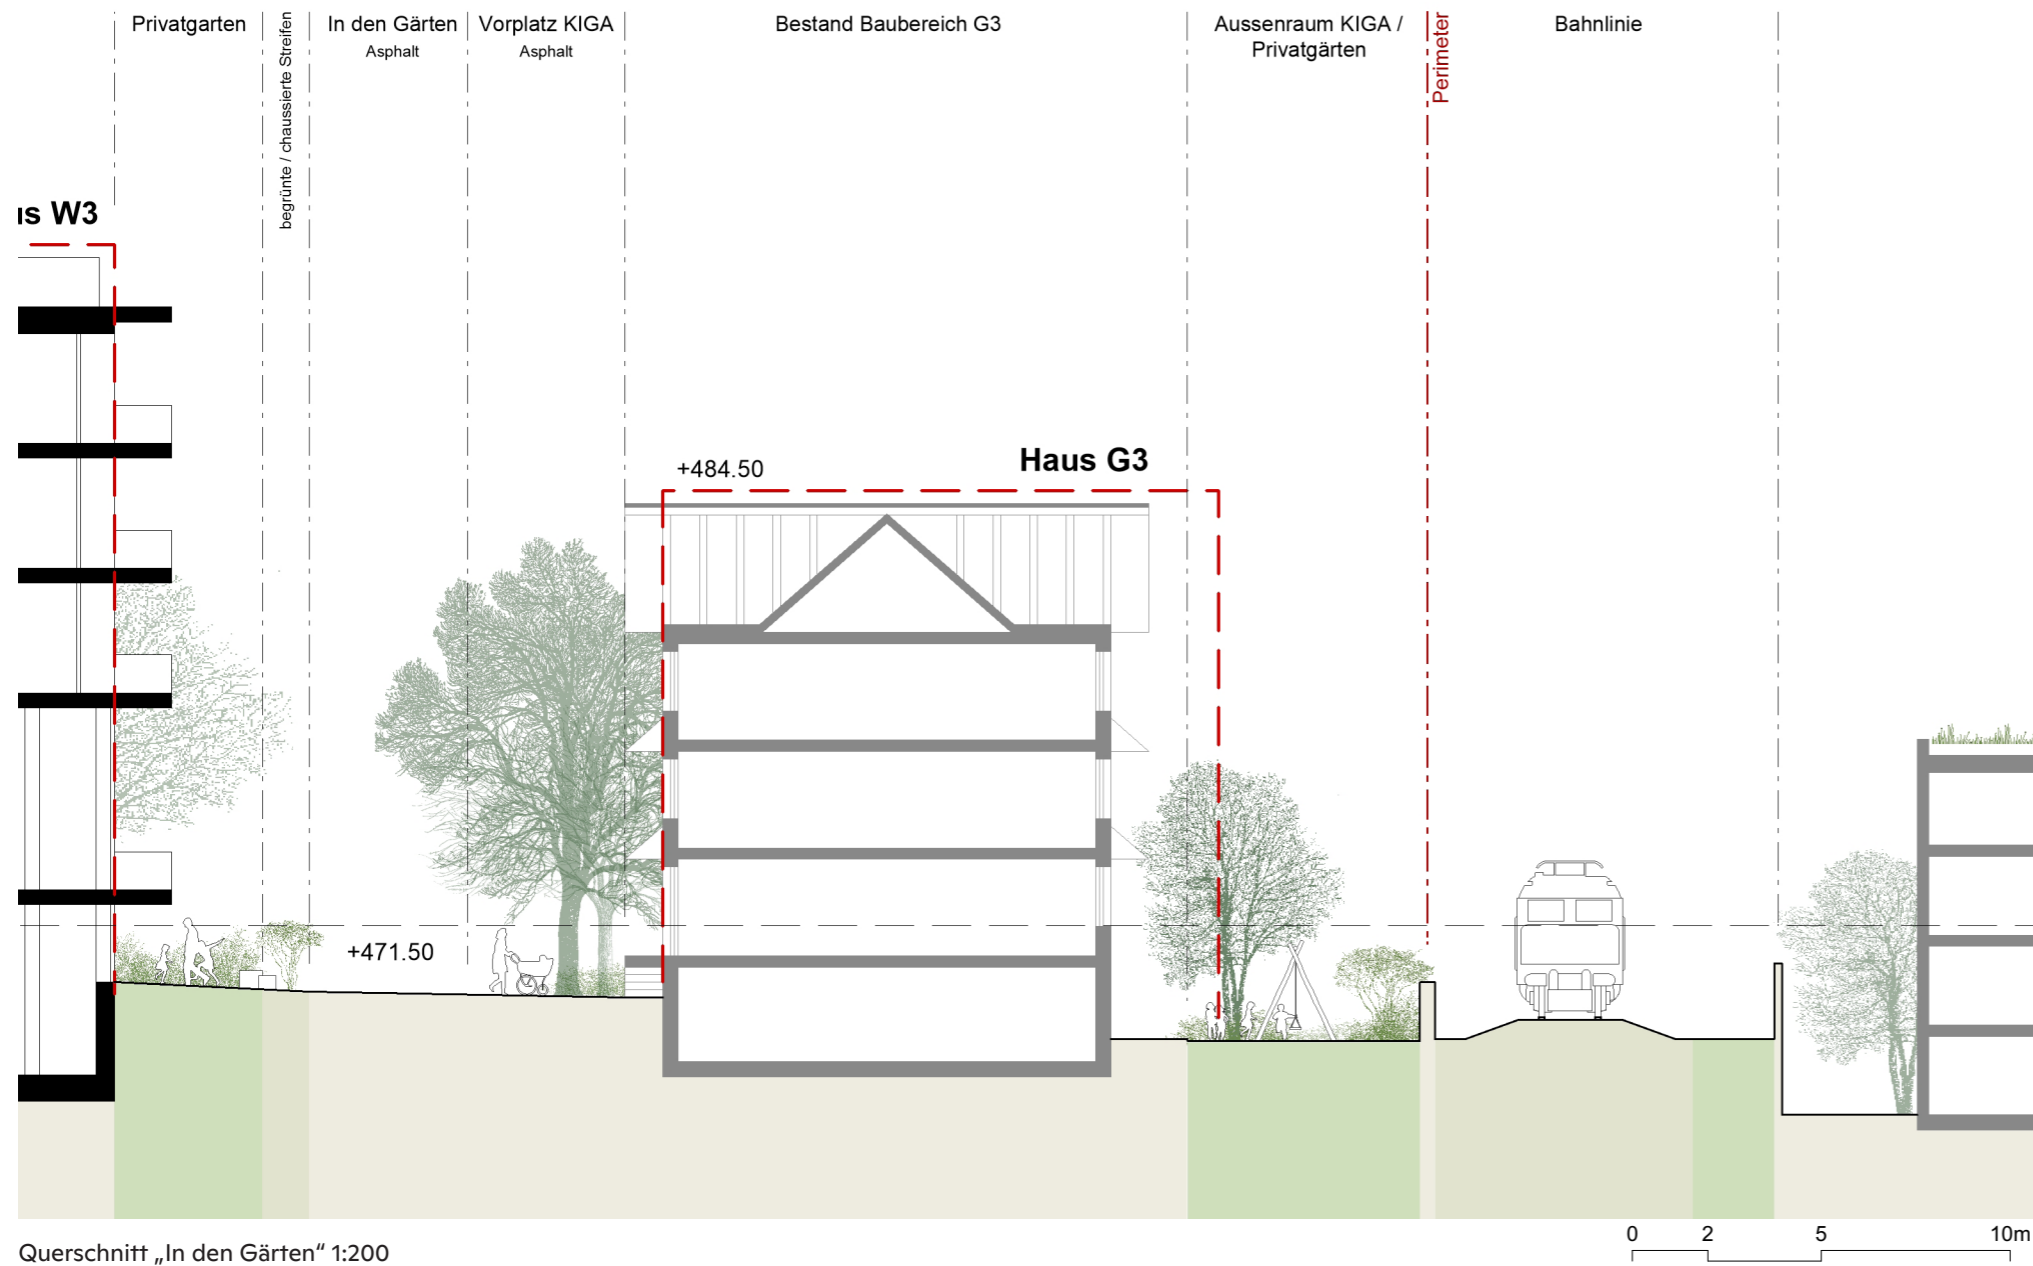 Privatgarten
begrünte / chaussierte Streifen
In den Gärten
Asphalt
Vorplatz KIGA
Asphalt
Bestand Baubereich G3
Aussenraum KIGA /
Privatgärten
Perimeter
Bahnlinie
us W3
+484.50
Haus G3
+471.50
Querschnitt „In den Gärten“ 1:200
0 2 5 10m